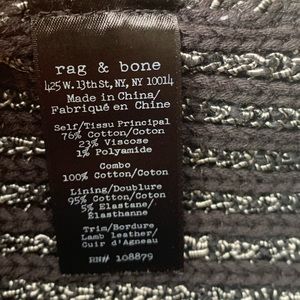 rag & bone
425 W. 13th St, NY, NY 10014
Made in China/
Fabriqué en Chine
Self/Tissu Principal
76% Cotton/Coton
23% Viscose
1% Polyamide
Combo
100% Cotton/Coton
Lining/Doublure
95% Cotton/Coton
5% Elastane/
Élasthanne
Trim/Bordure
Lamb leather/
Cuir d'Agneau
RN# 108879